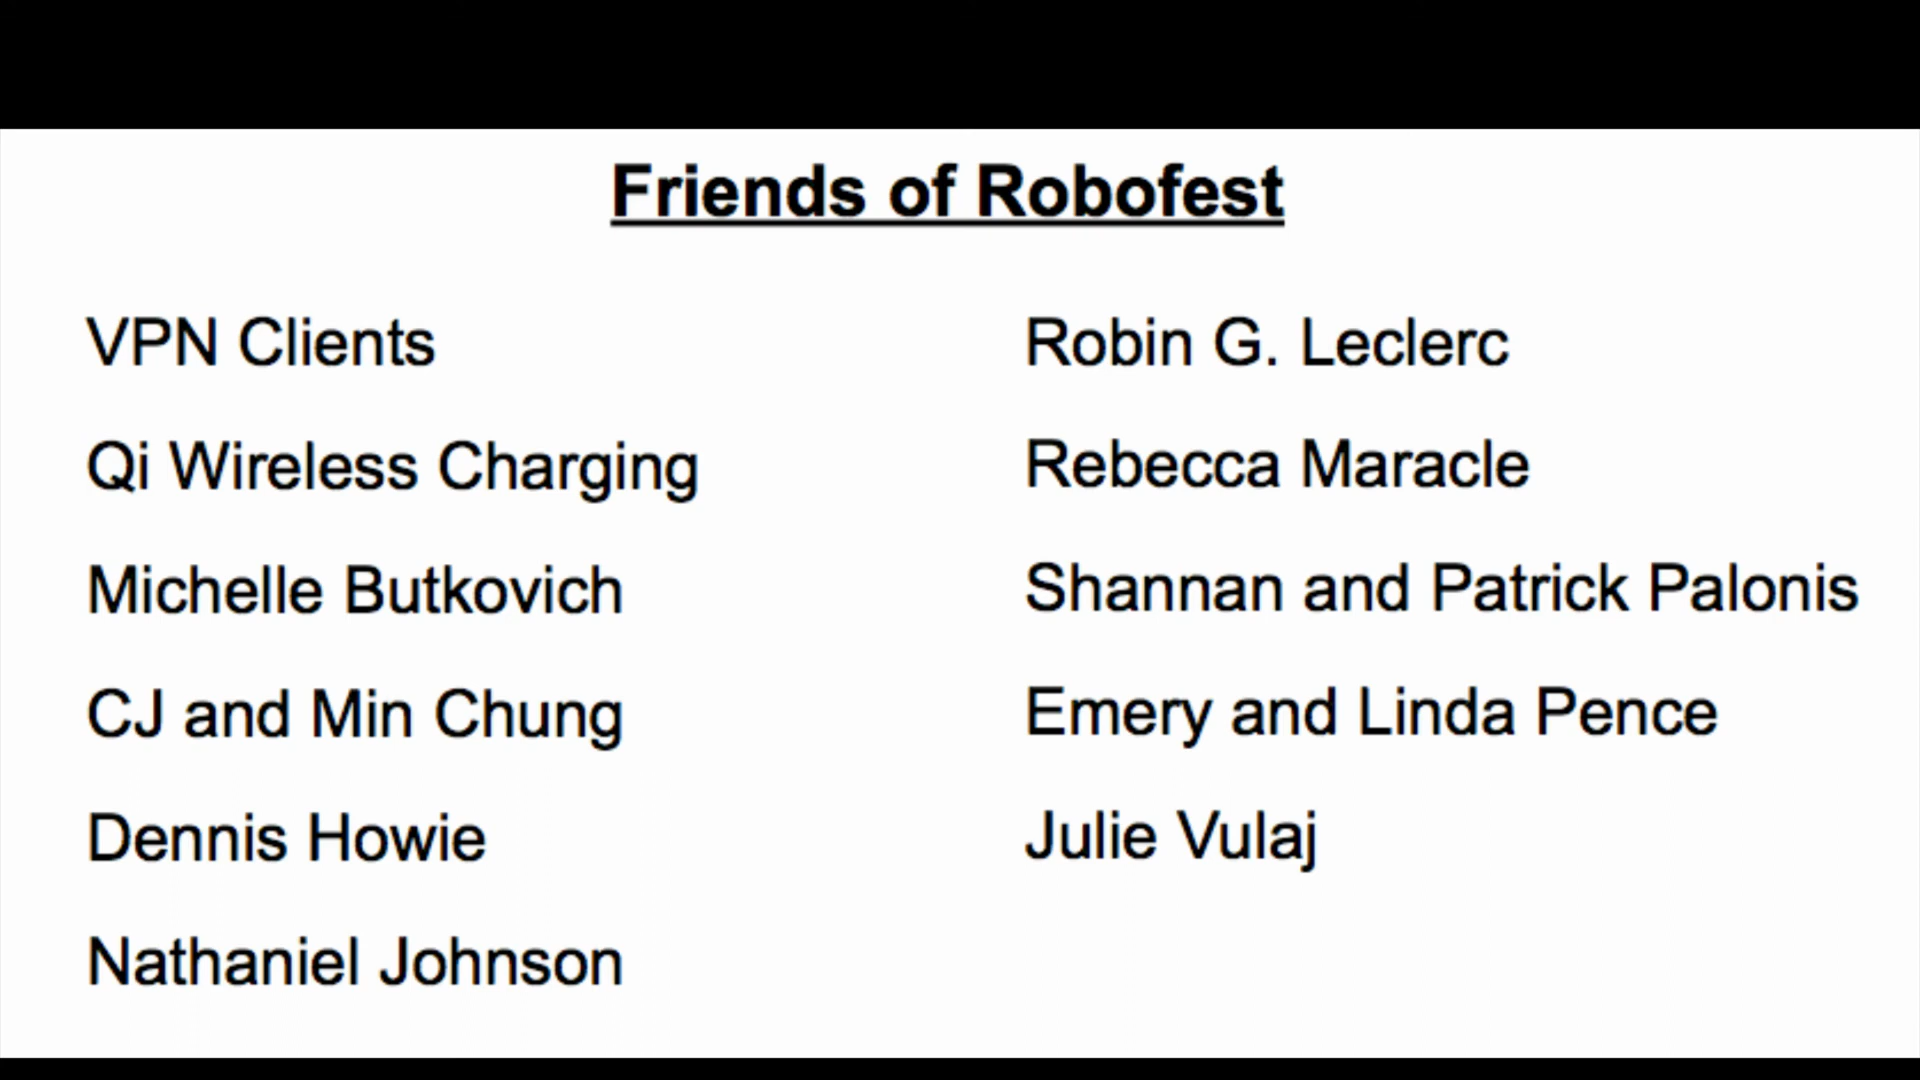 Friends of Robofest
VPN Clients
Qi Wireless Charging
Michelle Butkovich
CJ and Min Chung
Dennis Howie
Nathaniel Johnson
Robin G. Leclerc
Rebecca Maracle
Shannan and Patrick Palonis
Emery and Linda Pence
Julie Vulaj